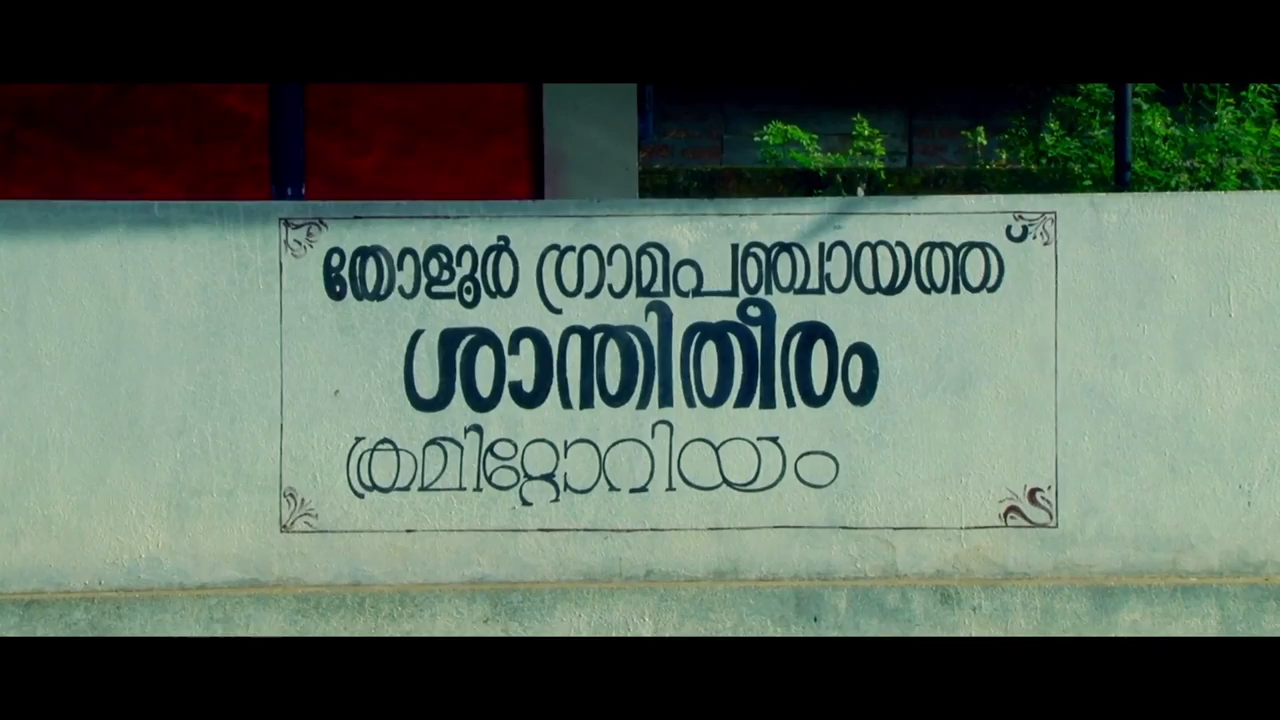 തോളൂർ ഗ്രാമപഞ്ചായത്ത്
ശാന്തിതീരം
ക്രമിറ്റോറിയം